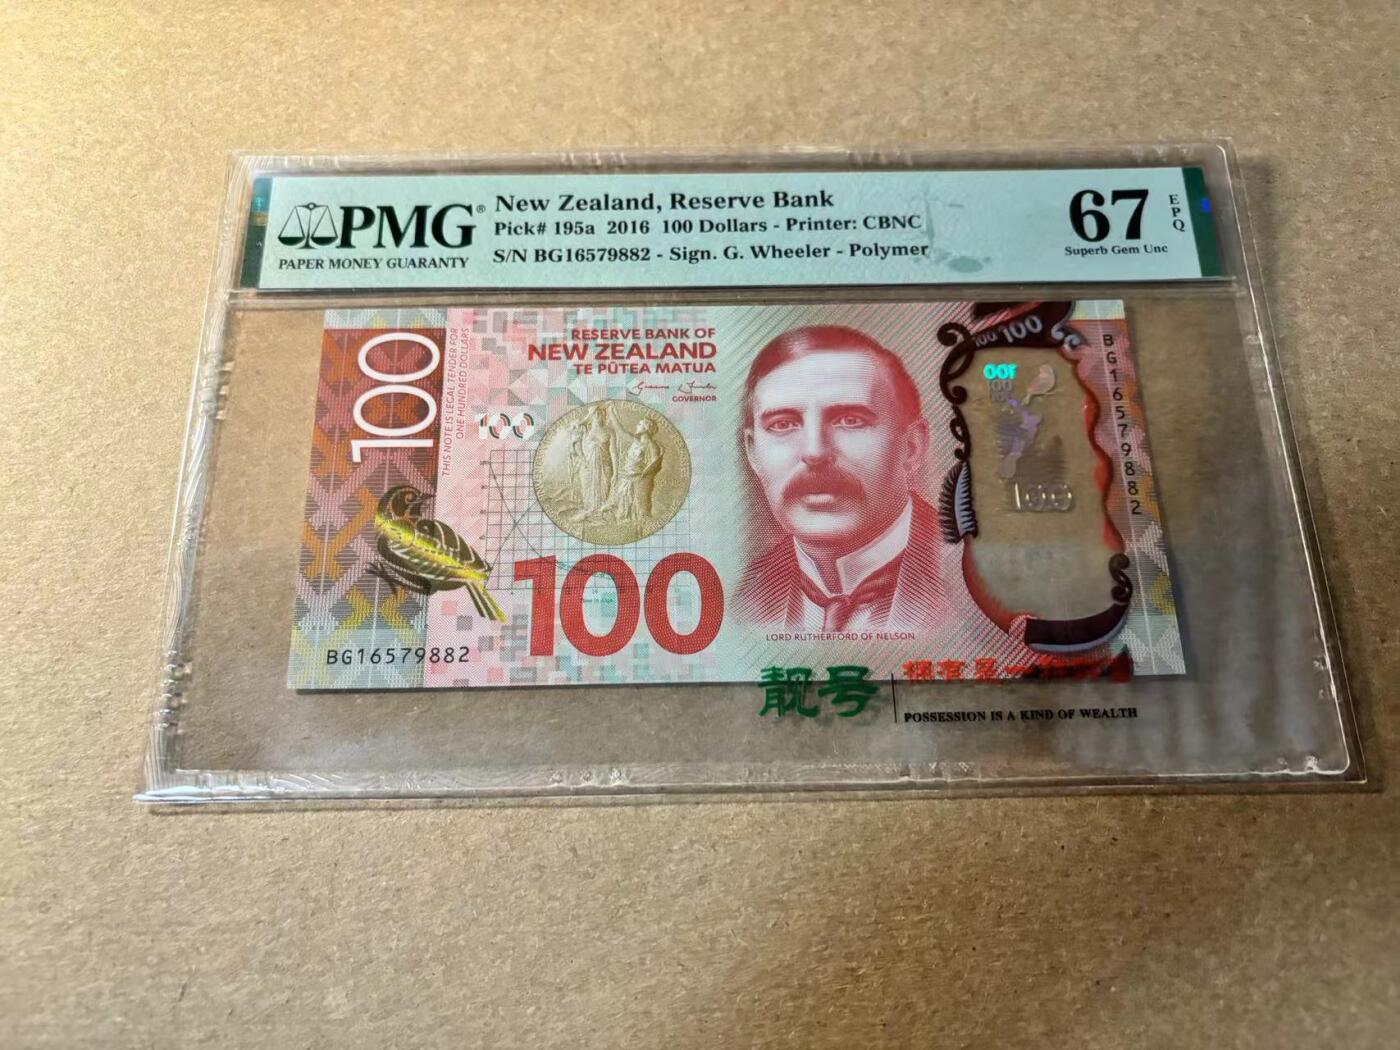 PMG®
PAPER MONEY GUARANTY
New Zealand, Reserve Bank
Pick# 195a 2016 100 Dollars - Printer: CBNC
S/N BG16579882 - Sign. G. Wheeler - Polymer
67
EPQ
Superb Gem Unc
100
THIS NOTE IS LEGAL TENDER FOR
ONE HUNDRED DOLLARS
RESERVE BANK OF
NEW ZEALAND
TE PŪTEA MATUA
GOVERNOR
100
100
100 100
100
100
BG16579882
LORD RUTHERFORD OF NELSON
BG16579882
靓号
POSSESSION IS A KIND OF WEALTH